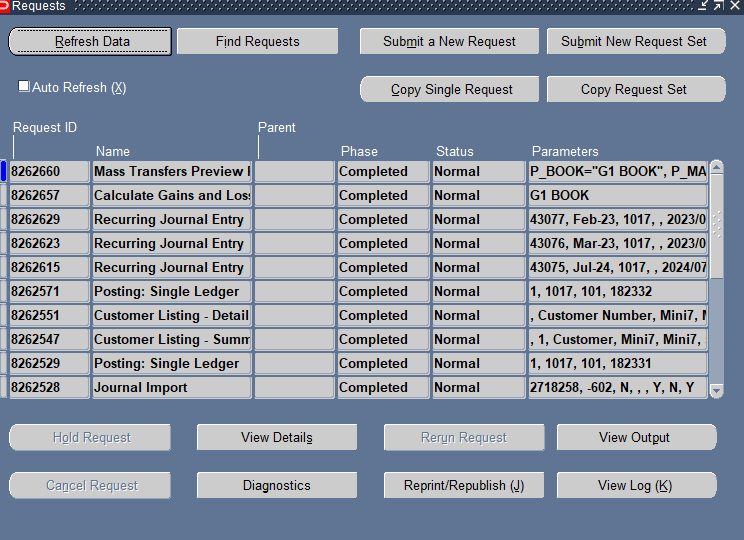 Requests
Refresh Data
Find Requests
Submit a New Request
Submit New Request Set
Auto Refresh (X)
Copy Single Request
Copy Request Set
Request ID
Parent
Name
Phase
Status
Parameters
8262660 Mass Transfers Preview Completed Normal P_BOOK="G1 BOOK", P_MA
8262657 Calculate Gains and Loss Completed Normal G1 BOOK
8262629 Recurring Journal Entry Completed Normal 43077, Feb-23, 1017, , 2023/0
8262623 Recurring Journal Entry Completed Normal 43076, Mar-23, 1017, , 2023/0
8262615 Recurring Journal Entry Completed Normal 43075, Jul-24, 1017, , 2024/07
8262571 Posting: Single Ledger Completed Normal 1, 1017, 101, 182332
8262551 Customer Listing - Detail Completed Normal , Customer Number, Mini7, M
8262547 Customer Listing - Summ Completed Normal , 1, Customer, Mini7, Mini7,
8262529 Posting: Single Ledger Completed Normal 1, 1017, 101, 182331
8262528 Journal Import Completed Normal 2718258, -602, N, , , Y, N, Y
Hold Request
View Details
Rerun Request
View Output
Cancel Request
Diagnostics
Reprint/Republish (J)
View Log (K)